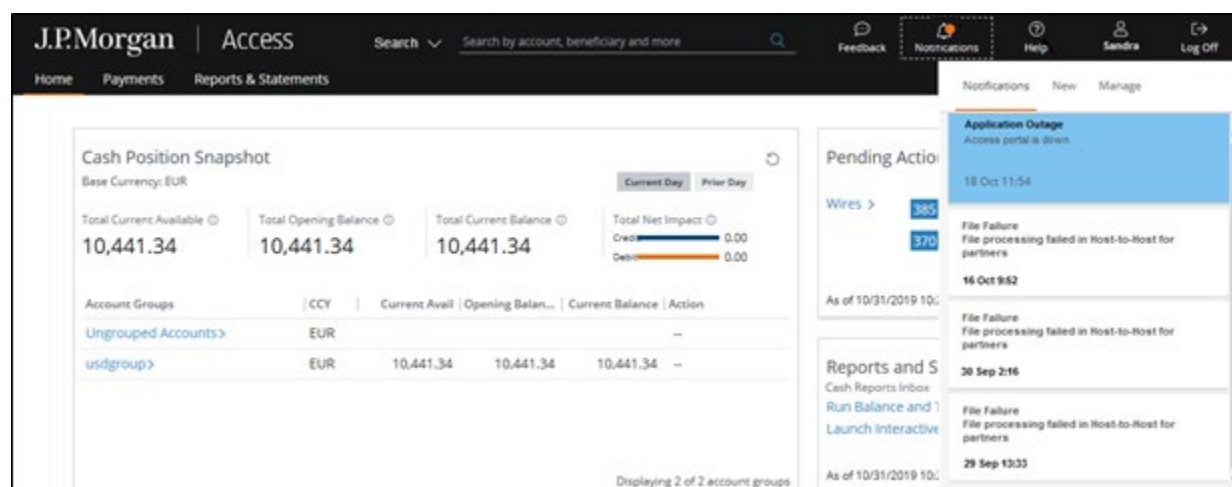 J.P.Morgan | Access
Search
Search by account, beneficiary and more
Feedback
Notifications
Help
Sandra
Log Off
Home
Payments
Reports & Statements
Notifications
New
Manage
Cash Position Snapshot
Base Currency: EUR
Current Day
Prior Day
Total Current Available
10,441.34
Total Opening Balance
10,441.34
Total Current Balance
10,441.34
Total Net Impact
Credit 0.00
Debit 0.00
Account Groups | CCY | Current Avail | Opening Balan... | Current Balance | Action
Ungrouped Accounts> EUR --
usdgroup> EUR 10,441.34 10,441.34 10,441.34 --
Displaying 2 of 2 account groups
Pending Actio
Wires >
385
370
As of 10/31/2019 10:
Reports and S
Cash Reports Inbox
Run Balance and T
Launch Interactive
As of 10/31/2019 10:
Application Outage
Access portal is down.
18 Oct 11:54
File Failure
File processing failed in Host-to-Host for
partners
16 Oct 9:52
File Failure
File processing failed in Host-to-Host for
partners
30 Sep 2:16
File Failure
File processing failed in Host-to-Host for
partners
29 Sep 13:33